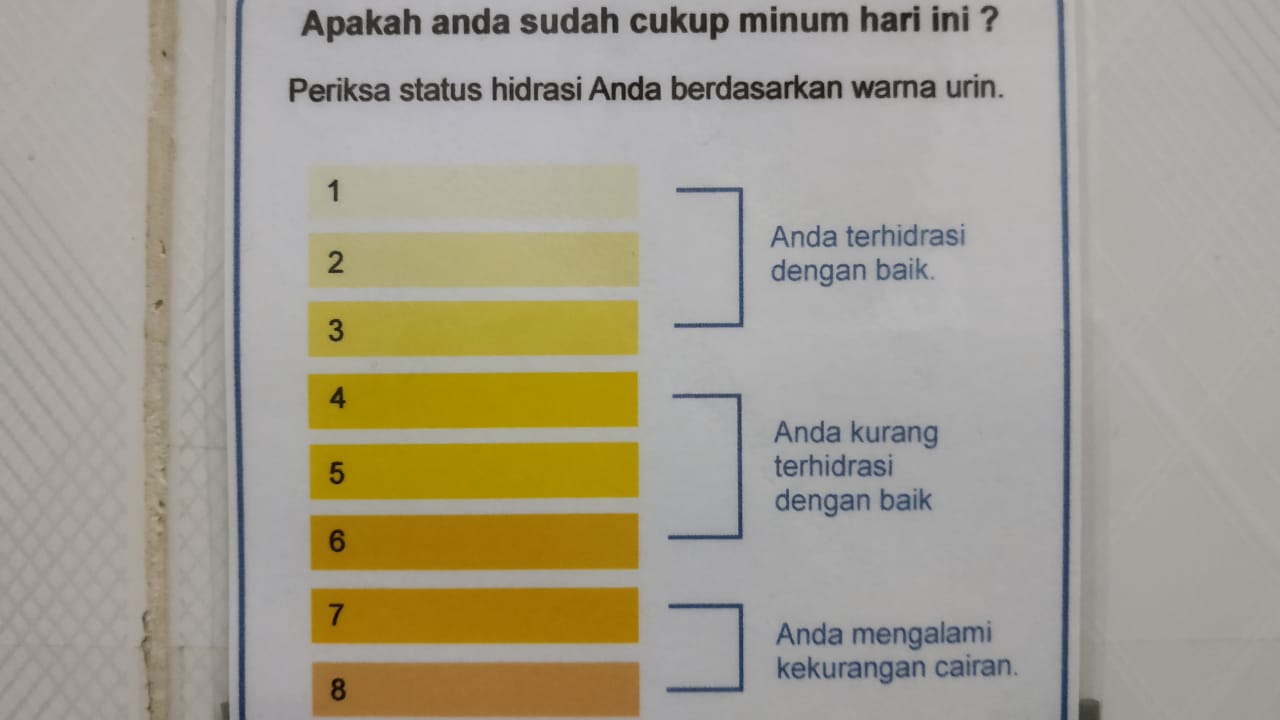 Apakah anda sudah cukup minum hari ini ?
Periksa status hidrasi Anda berdasarkan warna urin.
1
2
3
Anda terhidrasi
dengan baik.
4
5
6
Anda kurang
terhidrasi
dengan baik
7
8
Anda mengalami
kekurangan cairan.